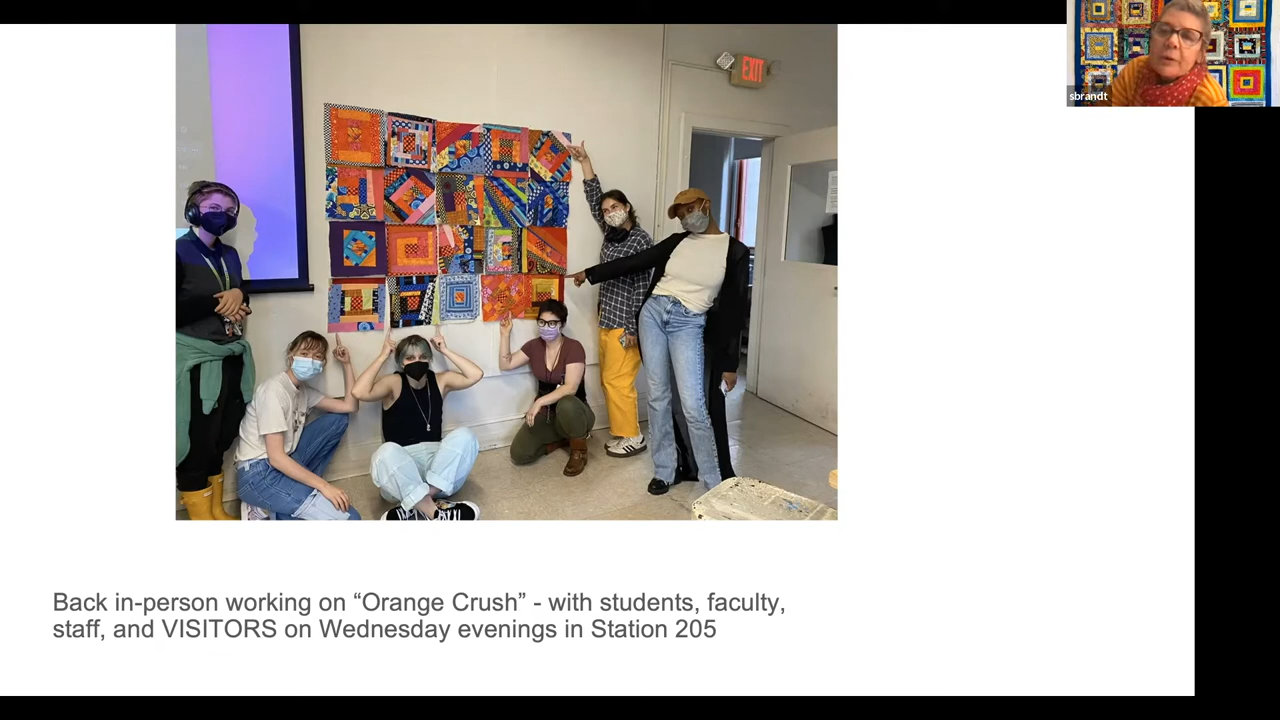 EXIT
sbrandt
Back in-person working on “Orange Crush” - with students, faculty,
staff, and VISITORS on Wednesday evenings in Station 205